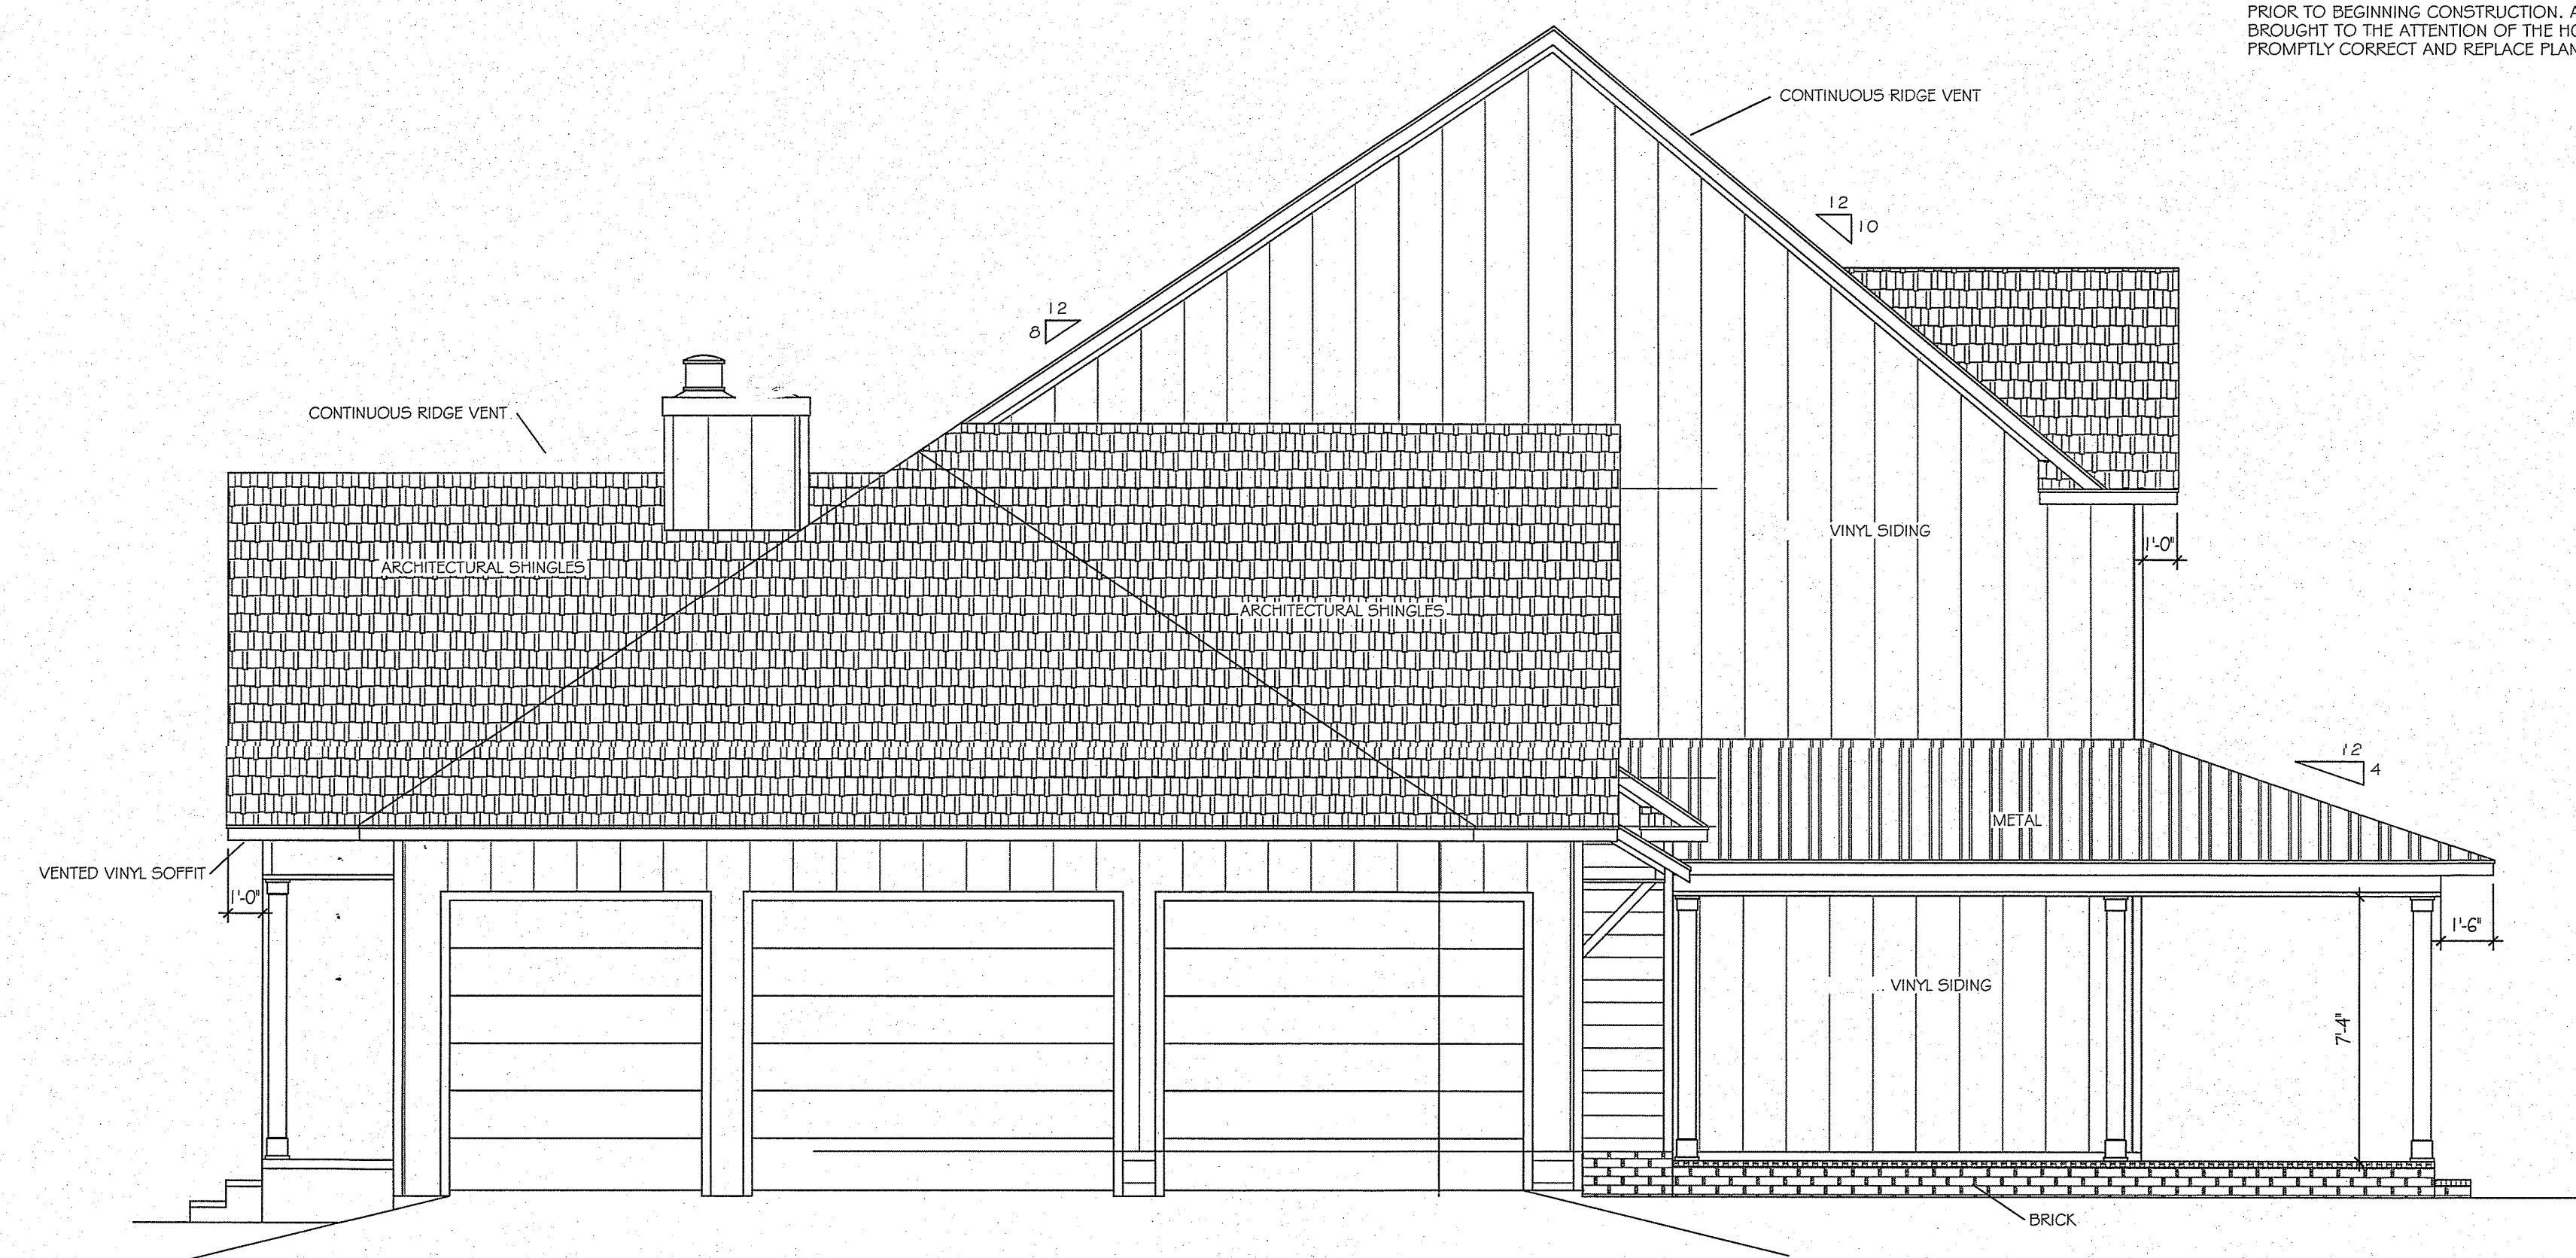 PRIOR TO BEGINNING CONSTRUCTION.
BROUGHT TO THE ATTENTION OF THE
PROMPTLY CORRECT AND REPLACE
CONTINUOUS RIDGE VENT
12
10
12
8
CONTINUOUS RIDGE VENT
VINYL SIDING
1'-0"
ARCHITECTURAL SHINGLES
ARCHITECTURAL SHINGLES
12
4
METAL
VENTED VINYL SOFFIT
1'-0"
1'-6"
VINYL SIDING
7'-4"
BRICK